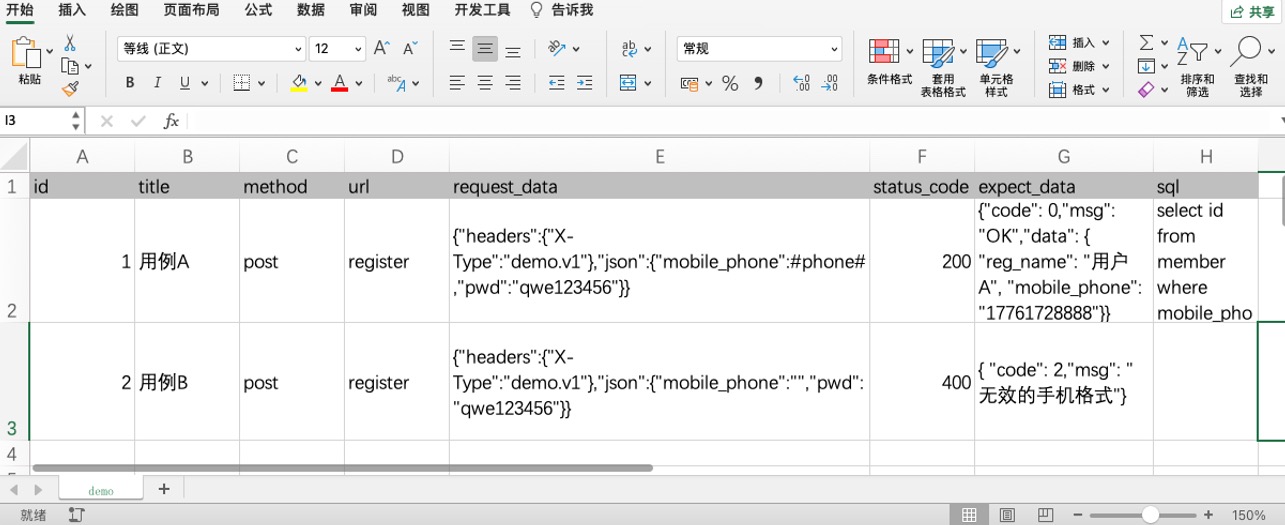 开始 插入 绘图 页面布局 公式 数据 审阅 视图 开发工具 告诉我 共享
粘贴 等线 (正文) 12 A^ A B I U A abc A ab c 常规 % 条件格式 套用 表格格式 单元格 样式 插入 删除 格式 排序和 筛选 查找和 选择
I3 fx
A B C D E F G H
1 id title method url request_data status_code expect_data sql
{"code": 0,"msg":
"OK","data": {
"reg_name": "用户
A", "mobile_phone":
"17761728888"}}
select id
from
member
where
mobile_pho
{"headers":{"X-
Type":"demo.v1"},"json":{"mobile_phone":#phone#
,"pwd":"qwe123456"}}
2 1 用例A post register 200
{"headers":{"X-
Type":"demo.v1"},"json":{"mobile_phone":"","pwd":
"qwe123456"}}
3 2 用例B post register 400
{ "code": 2,"msg": "
无效的手机格式"}
4
demo +
就绪 150%